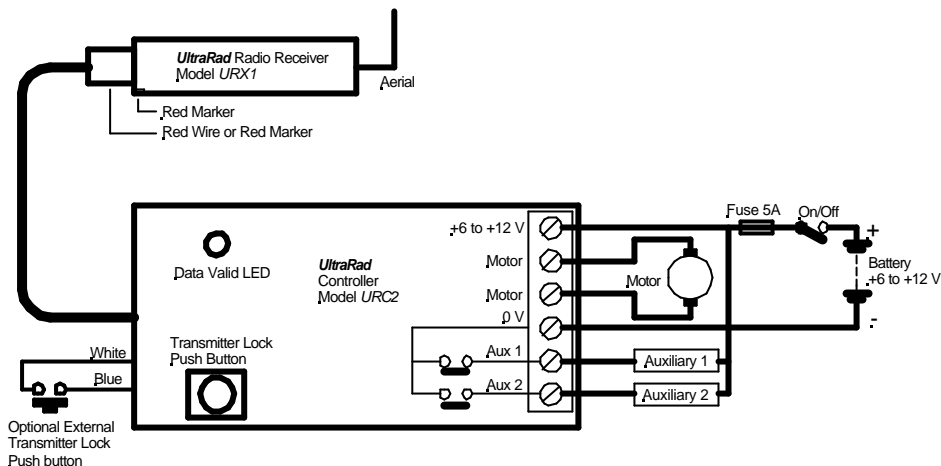 UltraRad Radio Receiver
Model URX1
Aerial
Red Marker
Red Wire or Red Marker
Fuse 5A
On/Off
+6 to +12 V
+
Data Valid LED
UltraRad
Controller
Model URC2
Motor
Motor
Battery
+6 to +12 V
Motor
0 V
-
White
Transmitter Lock
Push Button
Aux 1
Auxiliary 1
Blue
Aux 2
Auxiliary 2
Optional External
Transmitter Lock
Push button